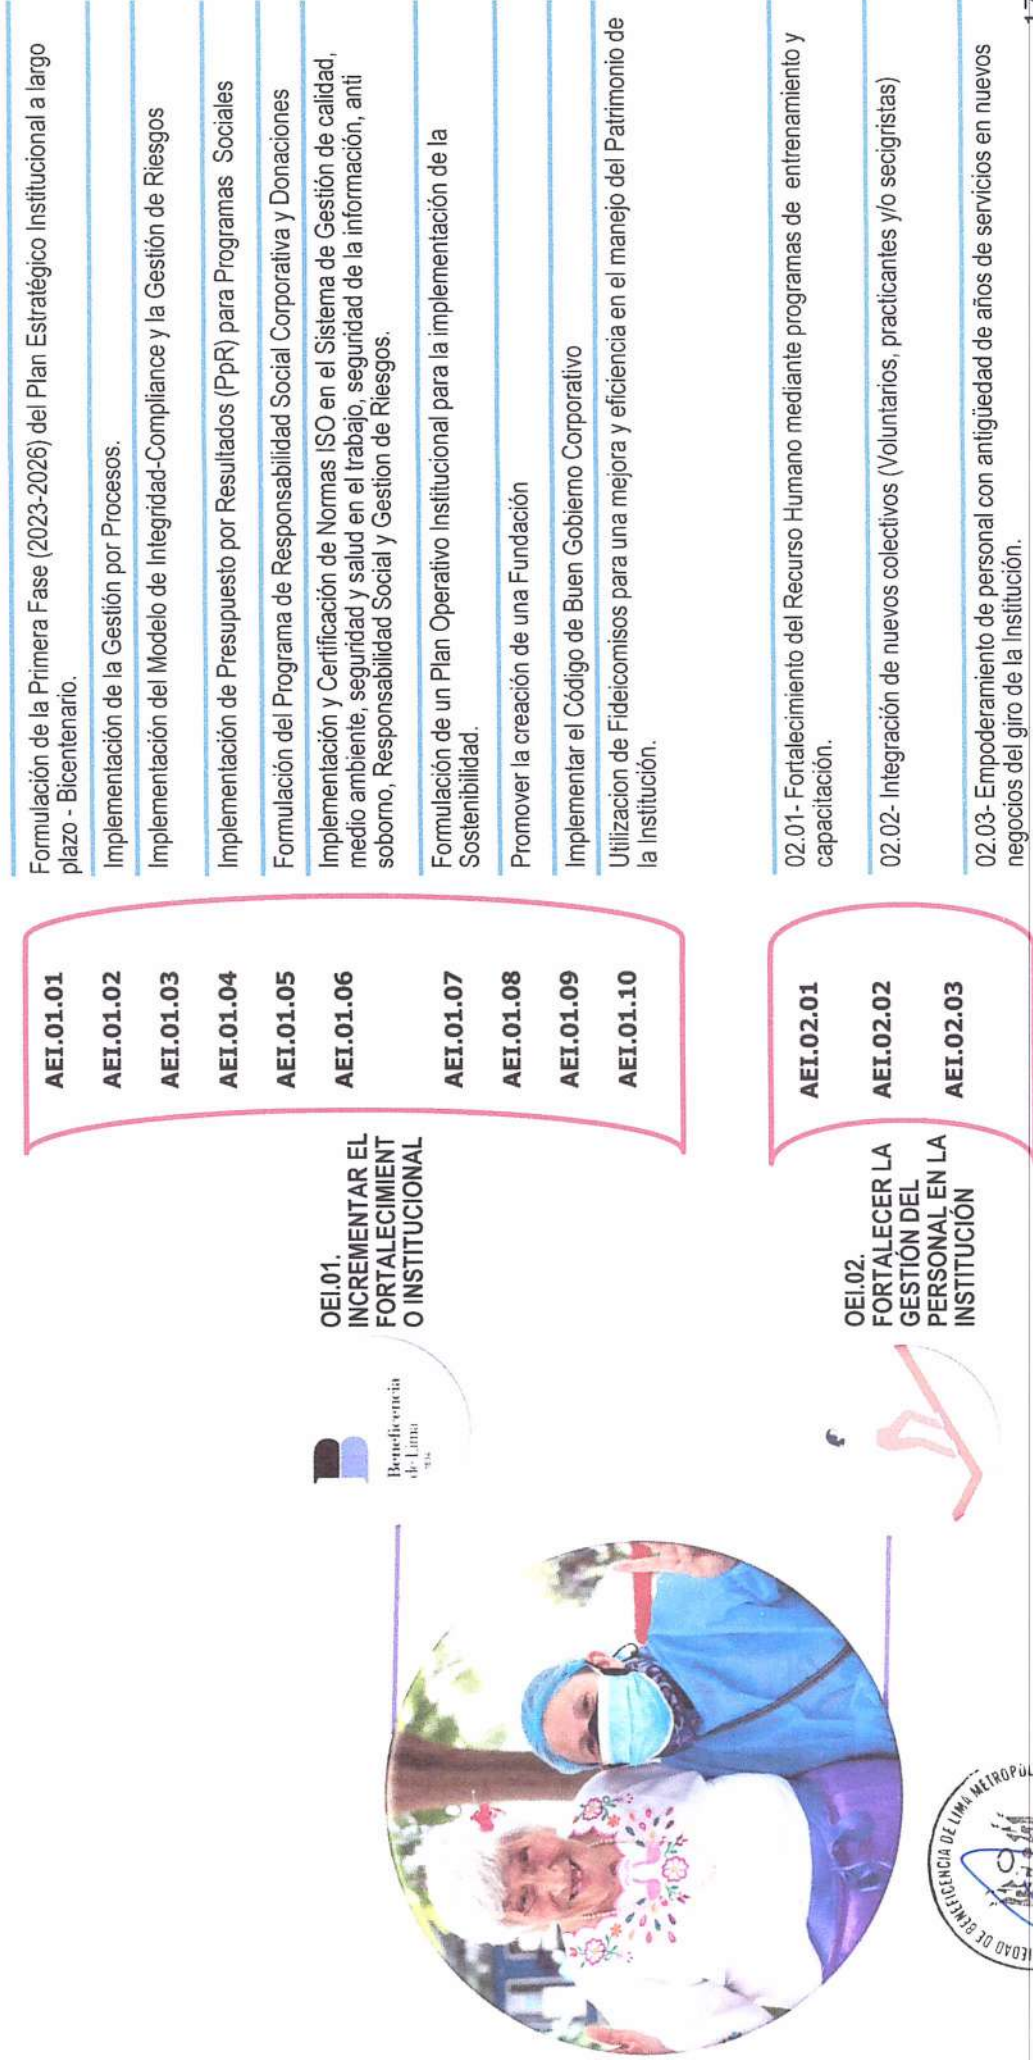 Beneficencia
de Lima
OEI.01.
INCREMENTAR EL
FORTALECIMIENT
O INSTITUCIONAL
AEI.01.01
Formulación de la Primera Fase (2023-2026) del Plan Estratégico Institucional a largo
plazo - Bicentenario.
AEI.01.02
Inplementación de la Gestión por Procesos.
AEI.01.03
Implementación del Modelo de Integridad-Compliance y la Gestión de Riesgos
AEI.01.04
Inplementación de Presupuesto por Resultados (PpR) para Programas Sociales
AEI.01.05
Formulación del Programa de Responsabilidad Social Corporativa y Donaciones
AEI.01.06
Implementación y Certificación de Normas ISO en el Sistema de Gestión de calidad,
medio ambiente, seguridad y salud en el trabajo, seguridad de la información, anti
soborno, Responsabilidad Social y Gestion de Riesgos.
AEI.01.07
Formulación de un Plan Operativo Institucional para la implementación de la
Sostenibilidad.
AEI.01.08
Promover la creación de una Fundación
AEI.01.09
Implementar el Código de Buen Gobierno Corporativo
AEI.01.10
Utilizacion de Fideicomisos para una mejora y eficiencia en el manejo del Patrimonio de
la Institución.
OEI.02.
FORTALECER LA
GESTIÓN DEL
PERSONAL EN LA
INSTITUCIÓN
AEI.02.01
02.01- Fortalecimiento del Recurso Humano mediante programas de entrenamiento y
capacitación.
AEI.02.02
02.02- Integración de nuevos colectivos (Voluntarios, practicantes y/o secigristas)
AEI.02.03
02.03- Empoderamiento de personal con antigüedad de años de servicios en nuevos
negocios del giro de la Institución.
DE BENEFICENCIA DE LIMA